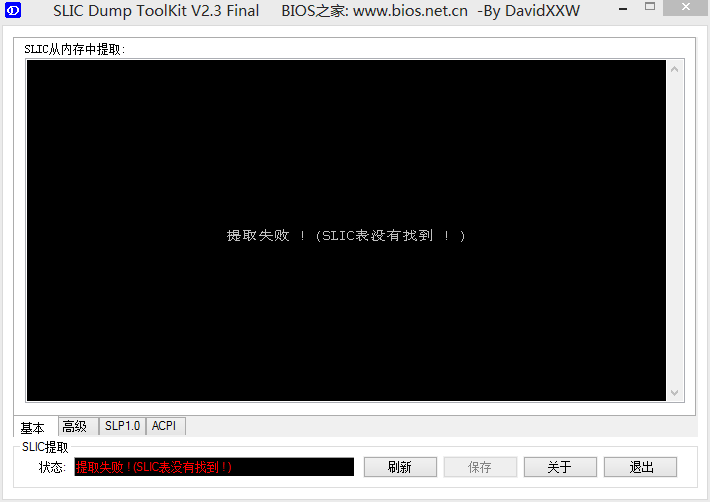 SLIC Dump ToolKit V2.3 Final BIOS之家: www.bios.net.cn -By DavidXXW
SLIC从内存中提取:
提取失败 ! (SLIC表没有找到 ! )
基本 高级 SLP1.0 ACPI
SLIC提取
状态: 提取失败 ! (SLIC表没有找到 ! ) 刷新 保存 关于 退出